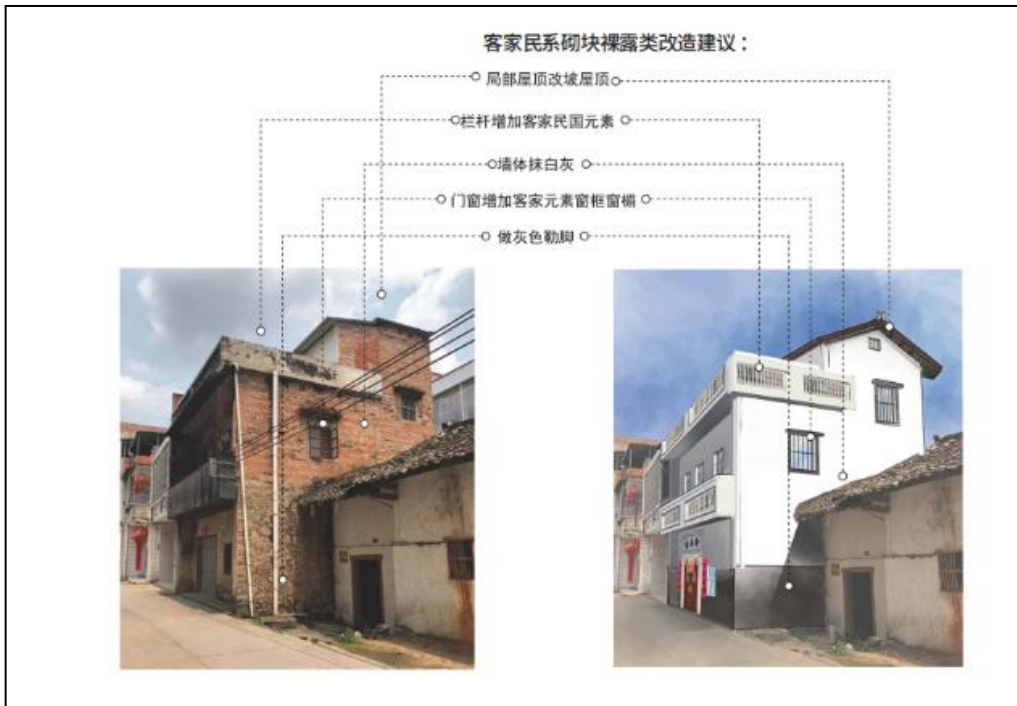 客家民系砌块裸露类改造建议：
局部屋顶改坡屋顶
栏杆增加客家民国元素
墙体抹白灰
门窗增加客家元素窗框窗楣
做灰色勒脚